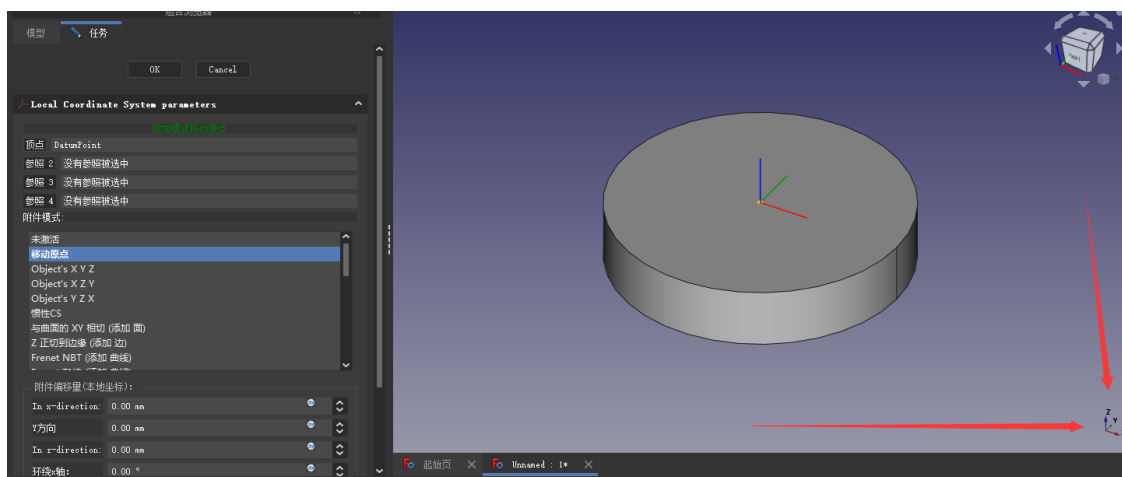 组合浏览器
模型 任务
OK Cancel
Local Coordinate System parameters
附加模式移动原点
顶点 DatumPoint
参照 2 没有参照被选中
参照 3 没有参照被选中
参照 4 没有参照被选中
附件模式:
未激活
移动原点
Object's X Y Z
Object's X Z Y
Object's Y Z X
惯性CS
与曲面的 XY 相切 (添加 面)
Z 正切到边缘 (添加 边)
Frenet NBT (添加 曲线)
附件偏移量(本地坐标):
In x-direction: 0.00 mm
Y方向 0.00 mm
In z-direction: 0.00 mm
环绕x轴: 0.00 °
Z
Y
起始页 Unnamed : 1*